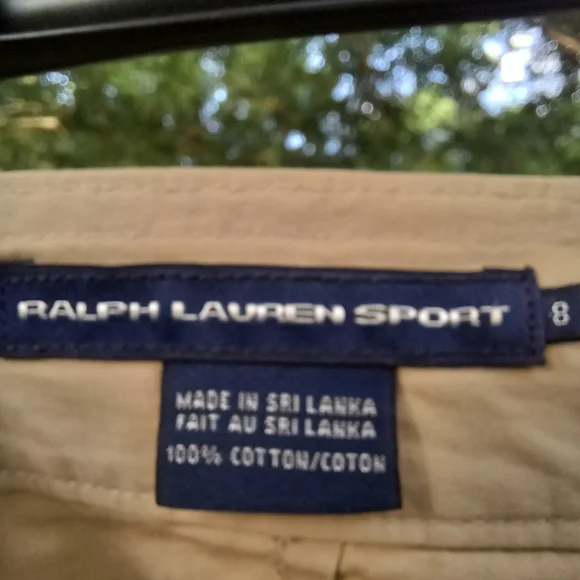 RALPH LAUREN SPORT 8
MADE IN SRI LANKA
FAIT AU SRI LANKA
100% COTTON/COTON